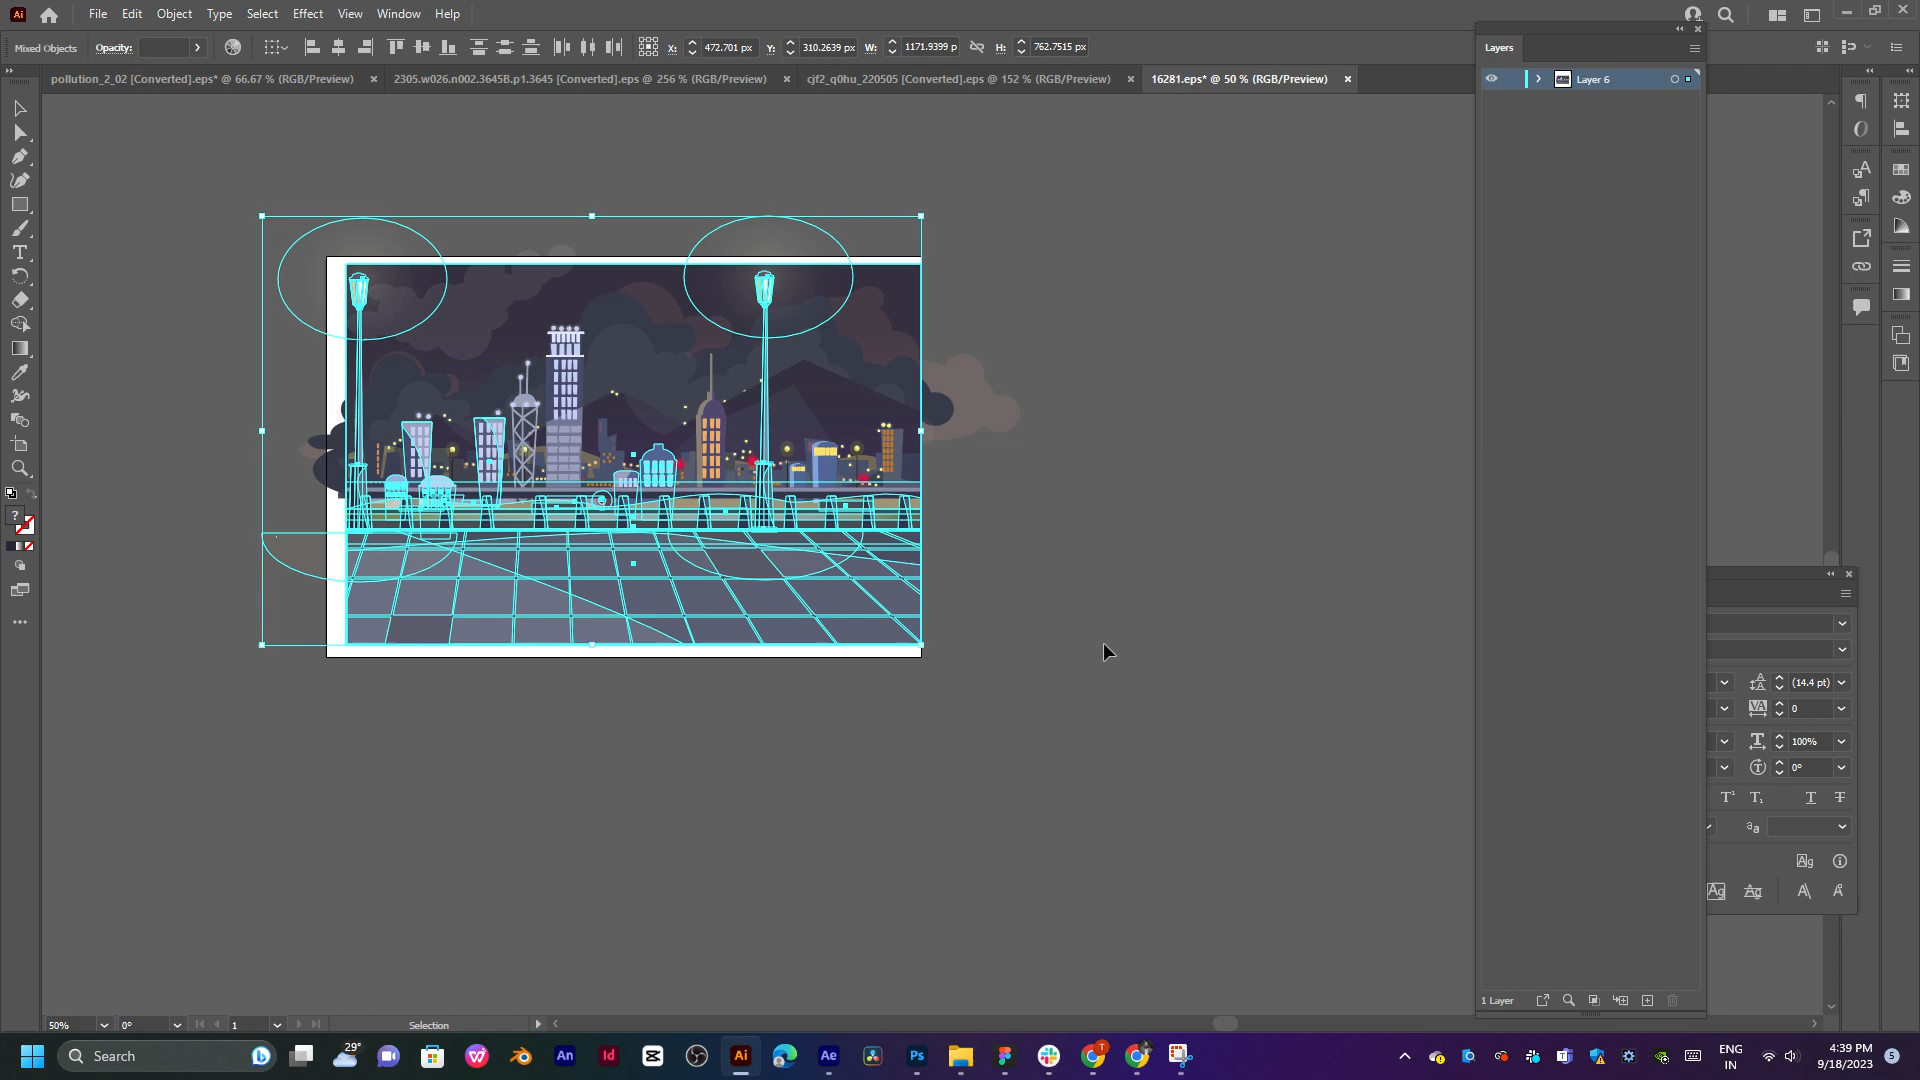 Ai File Edit Object Type Select Effect View Window Help
Mixed Objects Opacity: X: 472.701 px Y: 310.2639 px W: 1171.9399 p H: 762.7515 px
pollution_2_02 [Converted].eps* @ 66.67 % (RGB/Preview) × 2305.w026.n002.3645B.p1.3645 [Converted].eps @ 256 % (RGB/Preview) × cjf2_q0hu_220505 [Converted].eps @ 152 % (RGB/Preview) × 16281.eps* @ 50 % (RGB/Preview) ×
Layers
Layer 6
(14.4 pt)
0
100%
0°
1 Layer
50% 0° 1 Selection
Search
29°
An Id Ai Ae Ps
ENG
IN
4:39 PM
9/18/2023
5